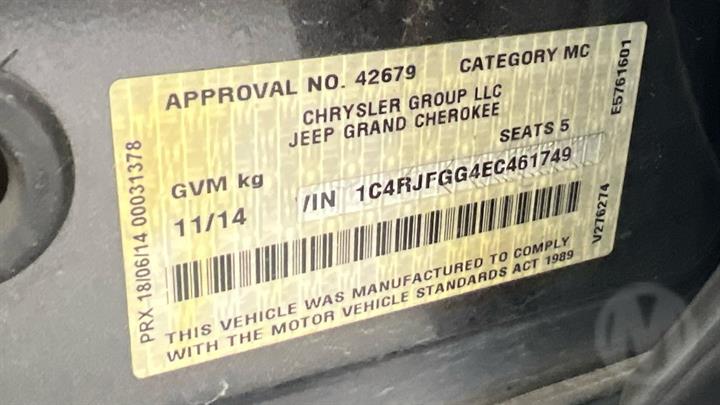 APPROVAL NO. 42679 CATEGORY MC
CHRYSLER GROUP LLC
JEEP GRAND CHEROKEE
SEATS 5
GVM kg
/IN 1C4RJFGG4EC461749
11/14
THIS VEHICLE WAS MANUFACTURED TO COMPLY
WITH THE MOTOR VEHICLE STANDARDS ACT 1989
PRX 18/06/14 00031378
E5761601
V276274
M